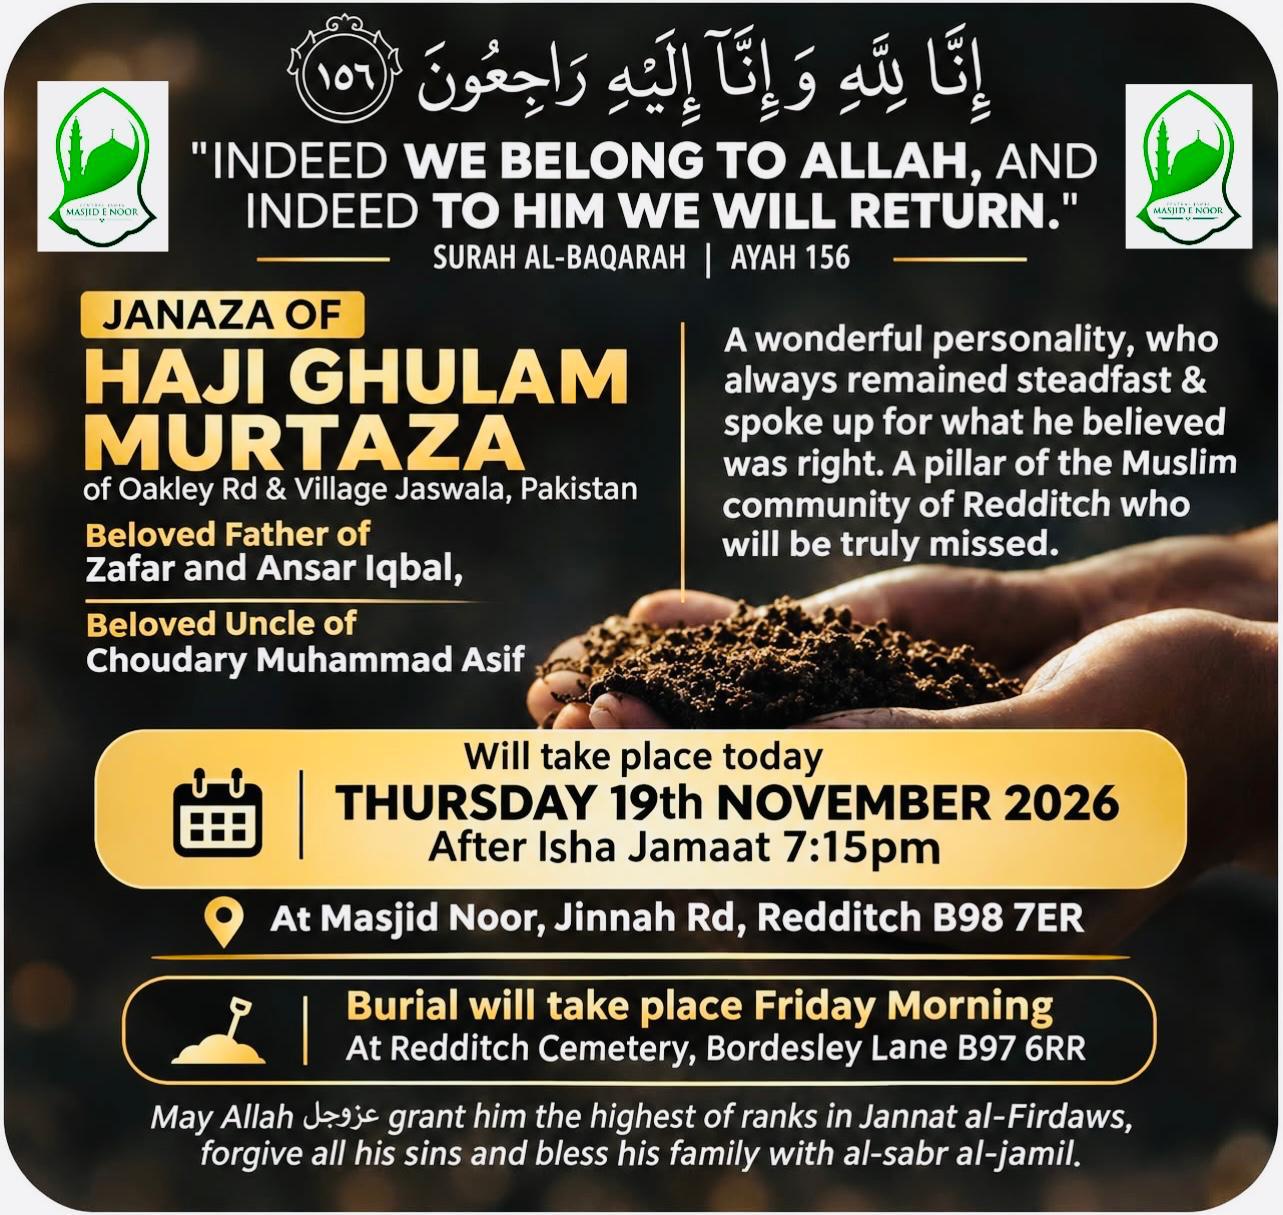 إِنَّا لِلَّهِ وَإِنَّآ إِلَيْهِ رَاجِعُونَ ١٥٦
CENTRAL JAMIA
MASJID E NOOR
CENTRAL JAMIA
MASJID E NOOR
"INDEED WE BELONG TO ALLAH, AND
INDEED TO HIM WE WILL RETURN."
SURAH AL-BAQARAH | AYAH 156
JANAZA OF
HAJI GHULAM
MURTAZA
of Oakley Rd & Village Jaswala, Pakistan
Beloved Father of
Zafar and Ansar Iqbal,
Beloved Uncle of
Choudary Muhammad Asif
A wonderful personality, who
always remained steadfast &
spoke up for what he believed
was right. A pillar of the Muslim
community of Redditch who
will be truly missed.
Will take place today
THURSDAY 19th NOVEMBER 2026
After Isha Jamaat 7:15pm
At Masjid Noor, Jinnah Rd, Redditch B98 7ER
Burial will take place Friday Morning
At Redditch Cemetery, Bordesley Lane B97 6RR
May Allah عزوجل grant him the highest of ranks in Jannat al-Firdaws,
forgive all his sins and bless his family with al-sabr al-jamil.